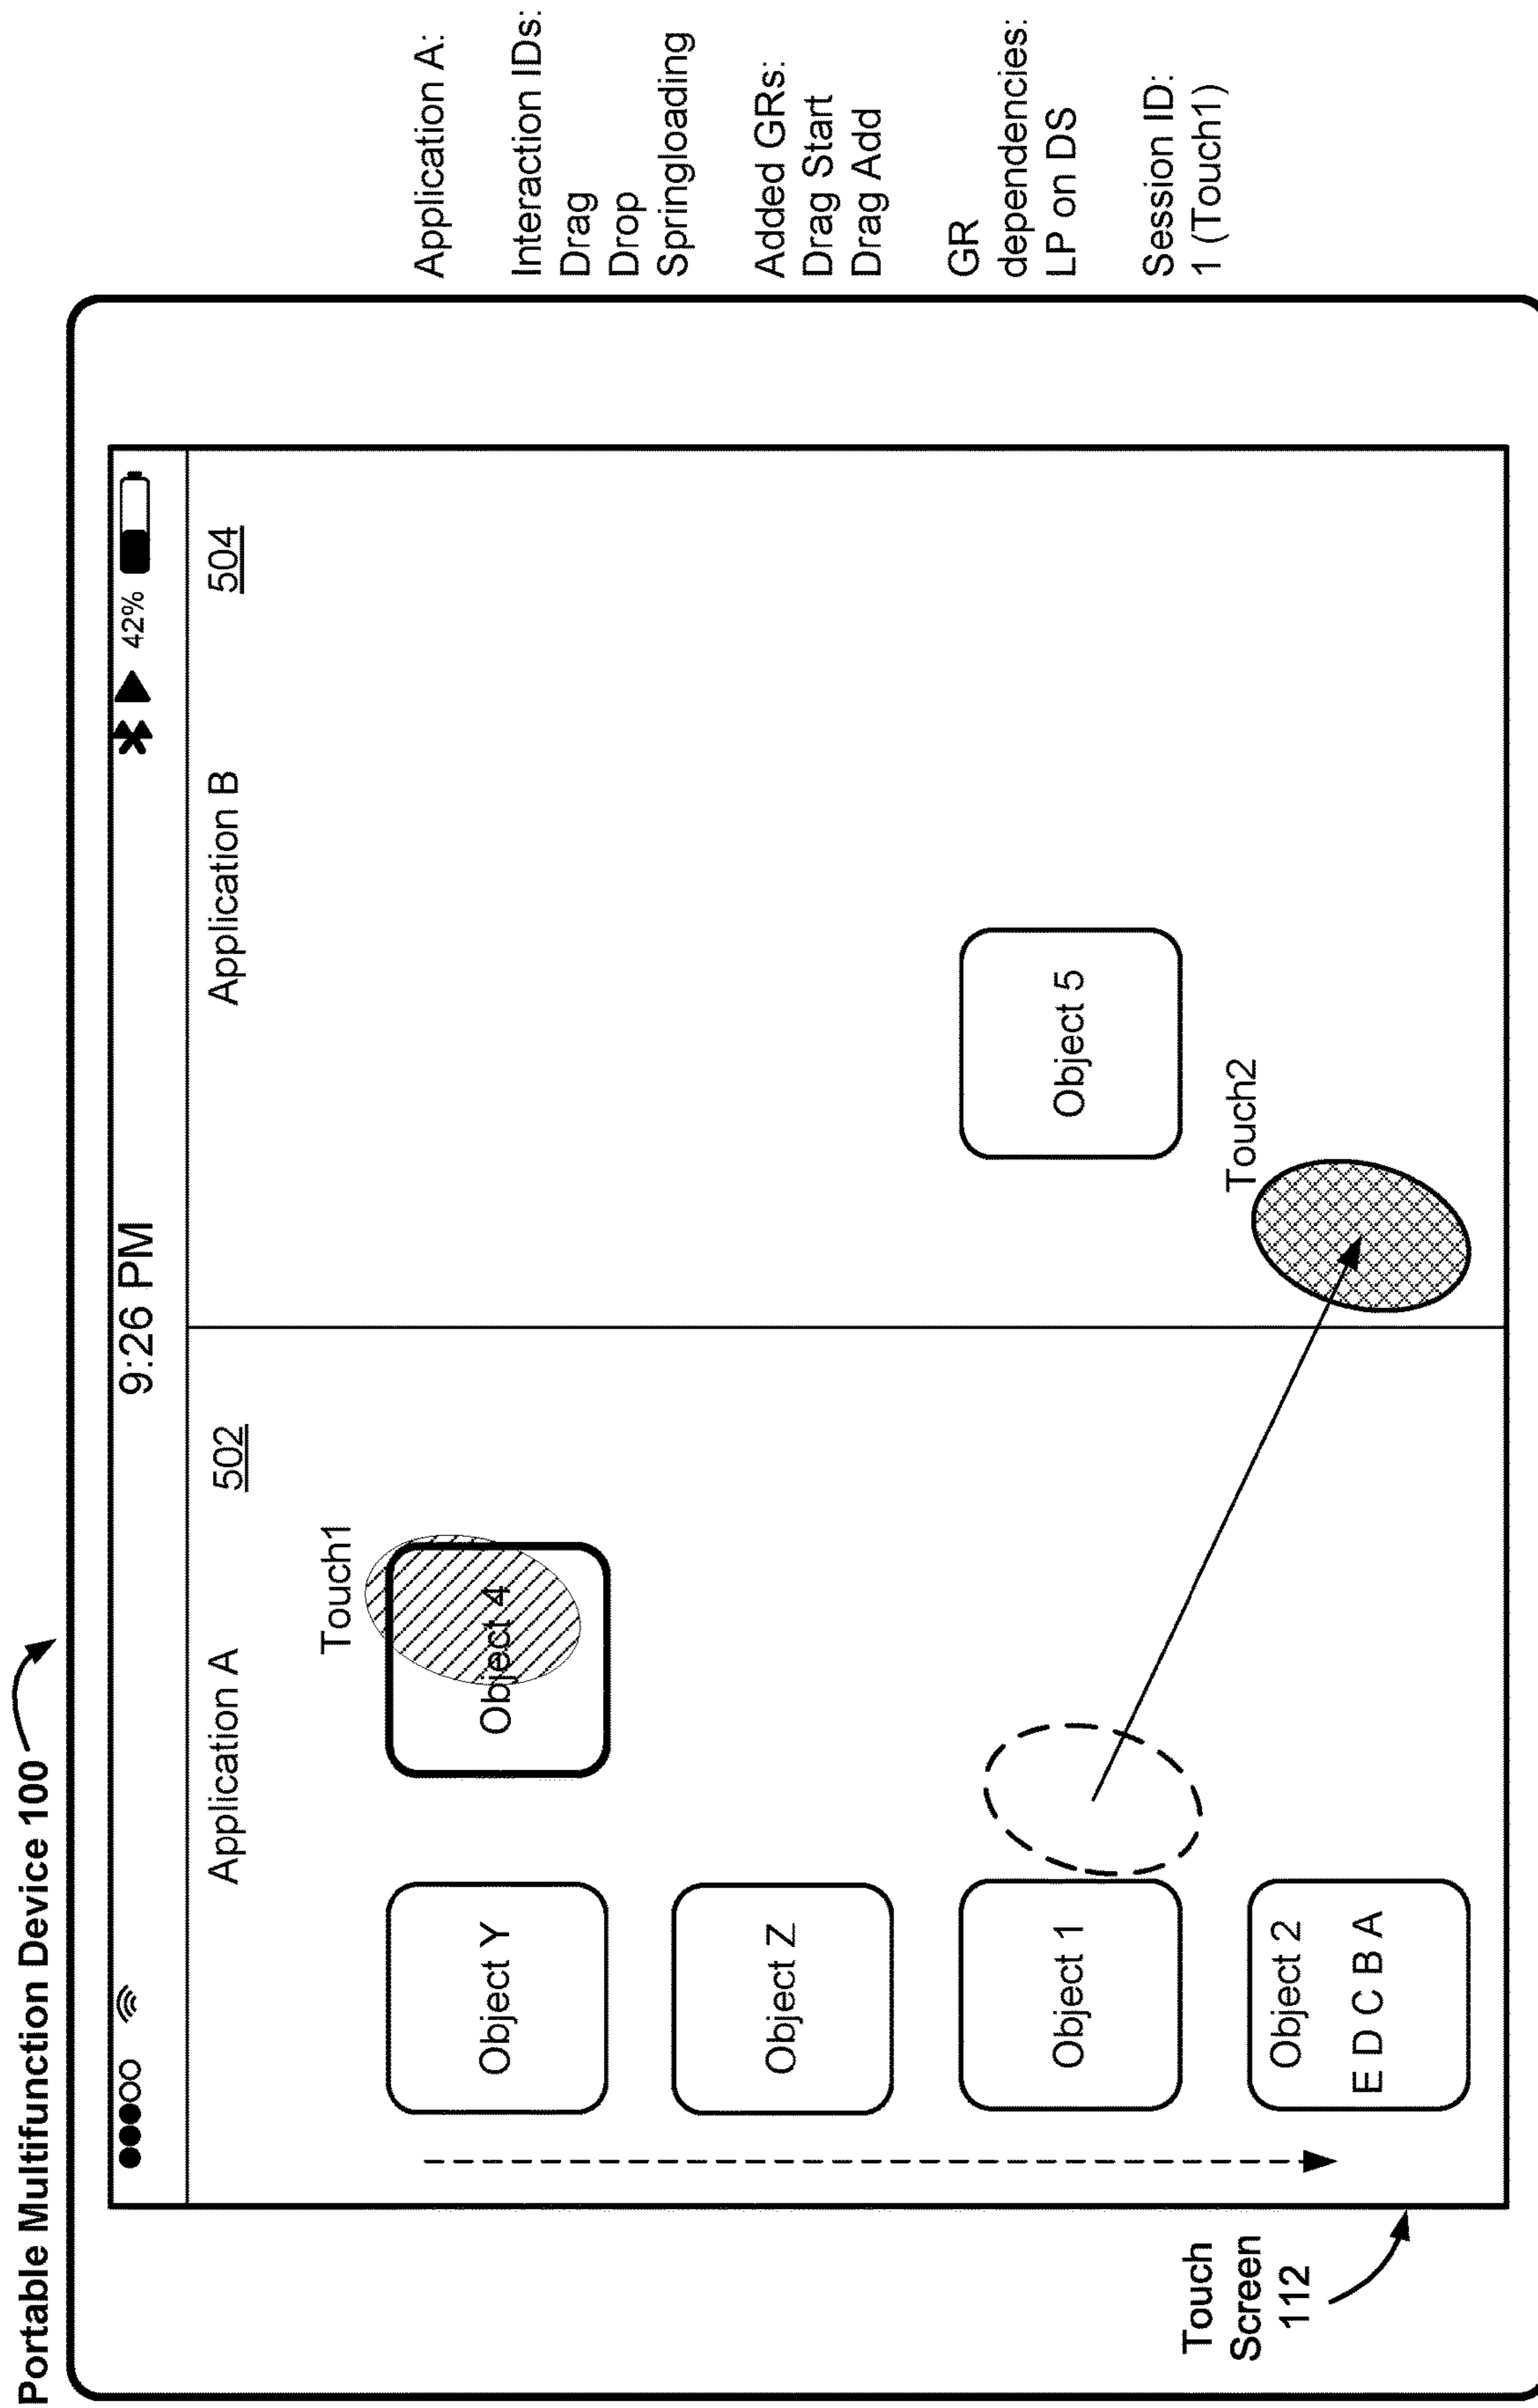 Portable Multifunction Device 100
9:26 PM
42%
Application A
502
Application B
504
Touch1
Object Y
Object 4
Object Z
Object 1
Object 5
Touch2
Object 2
E D C B A
Touch
Screen
112
Application A:
Interaction IDs:
Drag
Drop
Springloading
Added GRs:
Drag Start
Drag Add
GR
dependencies:
LP on DS
Session ID:
1 (Touch1)